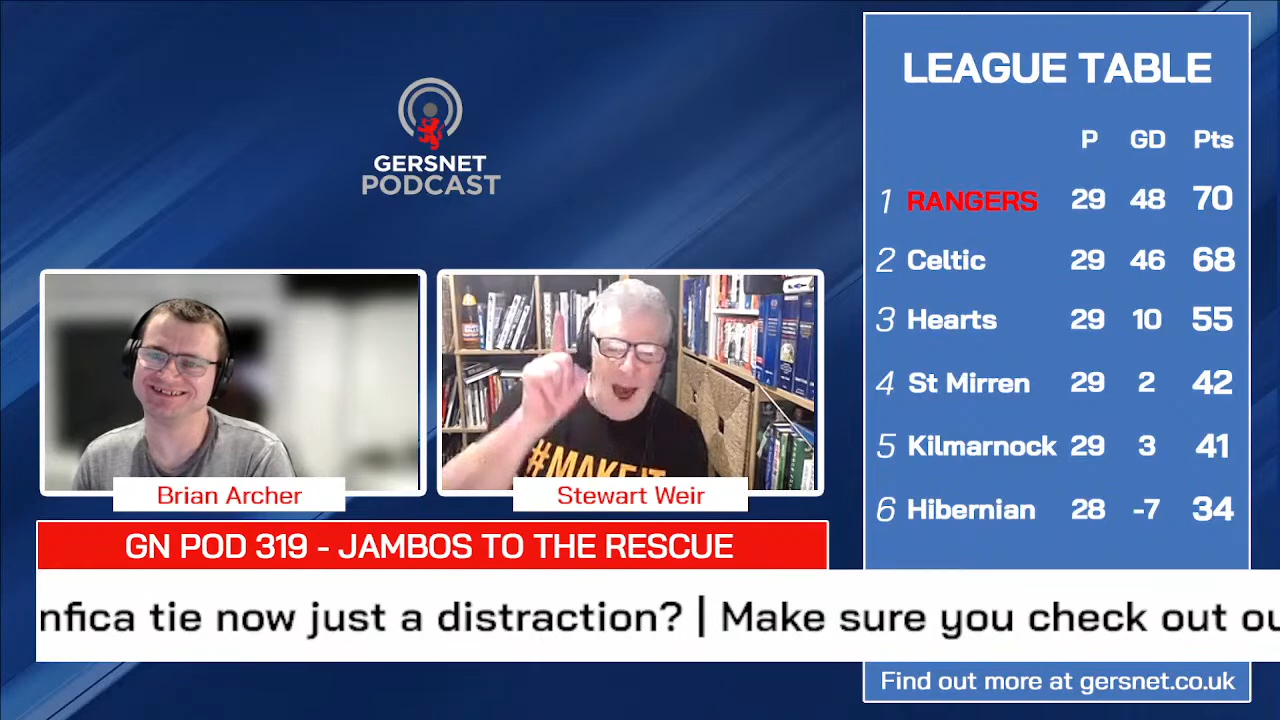 GERSNET
PODCAST
#MAKEIT
Brian Archer
Stewart Weir
GN POD 319 - JAMBOS TO THE RESCUE
nfica tie now just a distraction? | Make sure you check out ou
LEAGUE TABLE
P GD Pts
1 RANGERS 29 48 70
2 Celtic 29 46 68
3 Hearts 29 10 55
4 St Mirren 29 2 42
5 Kilmarnock 29 3 41
6 Hibernian 28 -7 34
Find out more at gersnet.co.uk